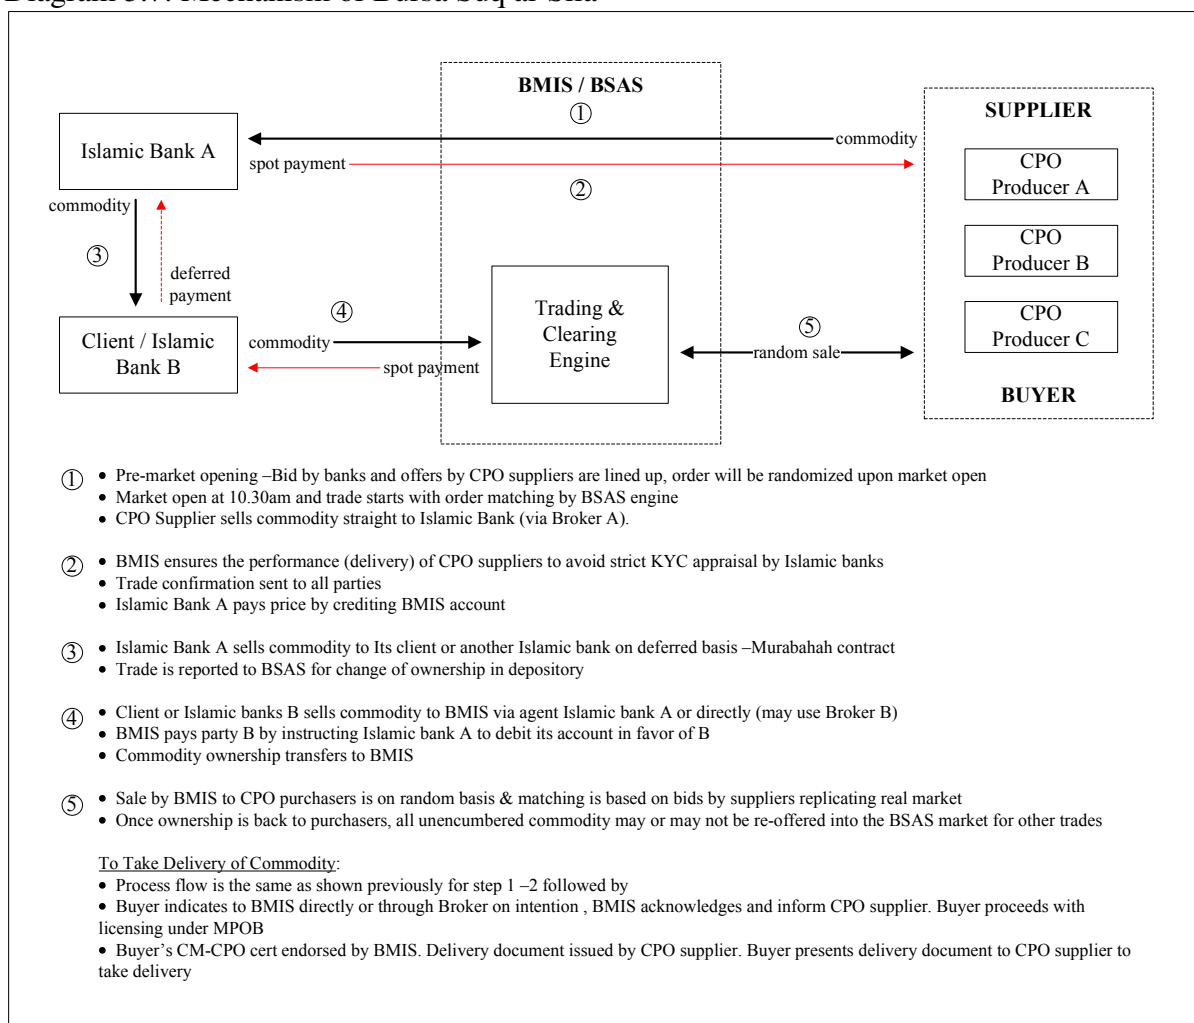 Diagram 3.7: Mechanism of Bursa Suq al-Sila'
BMIS / BSAS
①
SUPPLIER
Islamic Bank A
commodity
spot payment
②
CPO
Producer A
commodity
③
deferred
payment
CPO
Producer B
Client / Islamic
Bank B
④
commodity
spot payment
Trading &
Clearing
Engine
⑤
random sale
CPO
Producer C
BUYER
① • Pre-market opening –Bid by banks and offers by CPO suppliers are lined up, order will be randomized upon market open
• Market open at 10.30am and trade starts with order matching by BSAS engine
• CPO Supplier sells commodity straight to Islamic Bank (via Broker A).
② • BMIS ensures the performance (delivery) of CPO suppliers to avoid strict KYC appraisal by Islamic banks
• Trade confirmation sent to all parties
• Islamic Bank A pays price by crediting BMIS account
③ • Islamic Bank A sells commodity to Its client or another Islamic bank on deferred basis –Murabahah contract
• Trade is reported to BSAS for change of ownership in depository
④ • Client or Islamic banks B sells commodity to BMIS via agent Islamic bank A or directly (may use Broker B)
• BMIS pays party B by instructing Islamic bank A to debit its account in favor of B
• Commodity ownership transfers to BMIS
⑤ • Sale by BMIS to CPO purchasers is on random basis & matching is based on bids by suppliers replicating real market
• Once ownership is back to purchasers, all unencumbered commodity may or may not be re-offered into the BSAS market for other trades
To Take Delivery of Commodity:
• Process flow is the same as shown previously for step 1 –2 followed by
• Buyer indicates to BMIS directly or through Broker on intention , BMIS acknowledges and inform CPO supplier. Buyer proceeds with
licensing under MPOB
• Buyer's CM-CPO cert endorsed by BMIS. Delivery document issued by CPO supplier. Buyer presents delivery document to CPO supplier to
take delivery